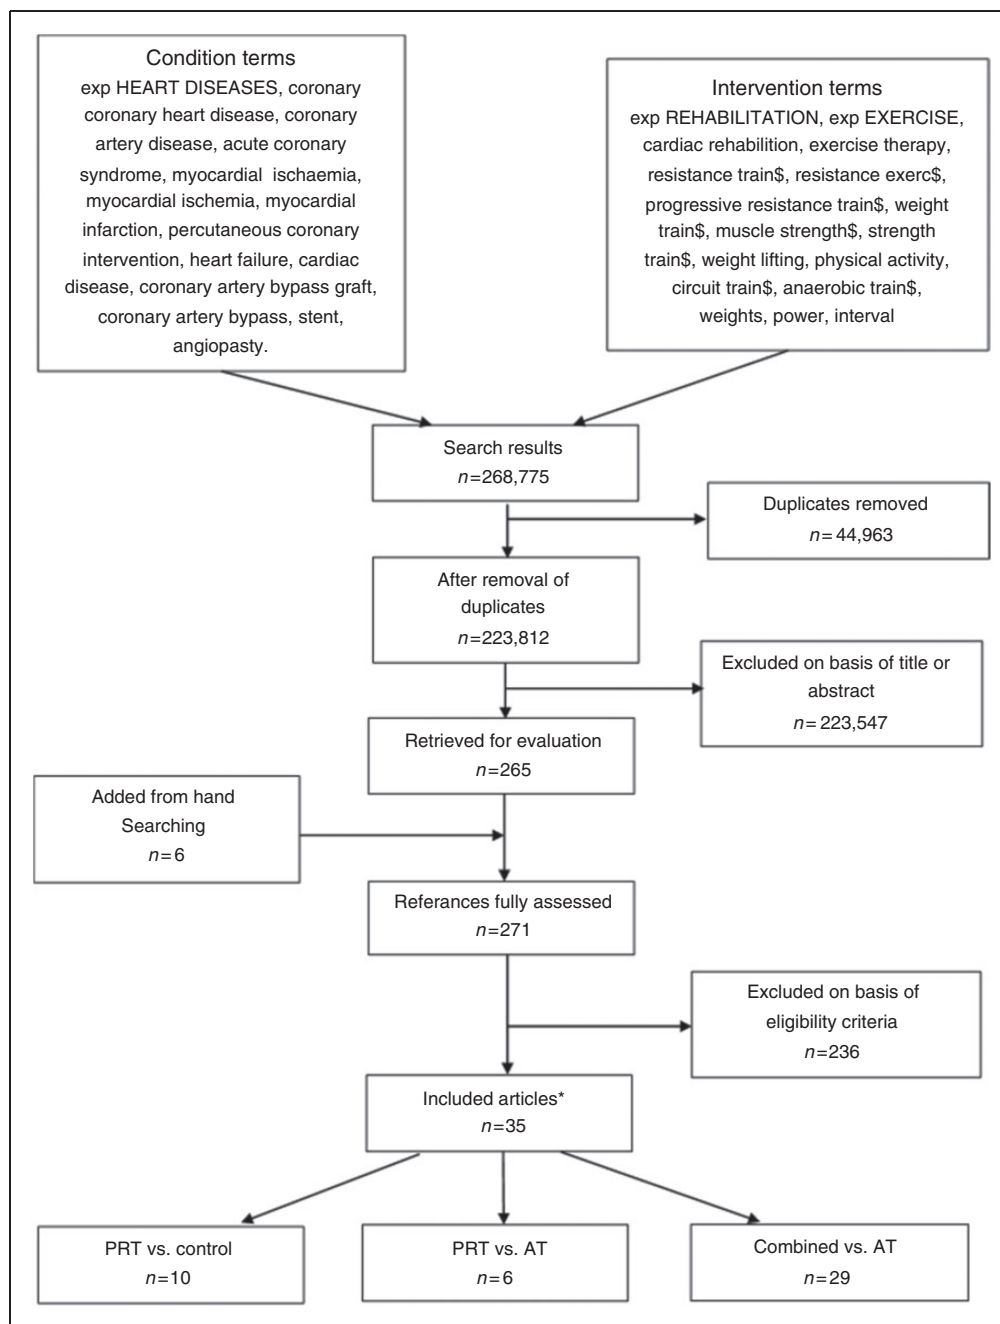 Condition terms
exp HEART DISEASES, coronary
coronary heart disease, coronary
artery disease, acute coronary
syndrome, myocardial ischaemia,
myocardial ischemia, myocardial
infarction, percutaneous coronary
intervention, heart failure, cardiac
disease, coronary artery bypass graft,
coronary artery bypass, stent,
angiopasty.
Intervention terms
exp REHABILITATION, exp EXERCISE,
cardiac rehabilition, exercise therapy,
resistance train$, resistance exerc$,
progressive resistance train$, weight
train$, muscle strength$, strength
train$, weight lifting, physical activity,
circuit train$, anaerobic train$,
weights, power, interval
Search results
n=268,775
Duplicates removed
n=44,963
After removal of
duplicates
n=223,812
Excluded on basis of title or
abstract
n=223,547
Retrieved for evaluation
n=265
Added from hand
Searching
n=6
Referances fully assessed
n=271
Excluded on basis of
eligibility criteria
n=236
Included articles*
n=35
PRT vs. control
n=10
PRT vs. AT
n=6
Combined vs. AT
n=29